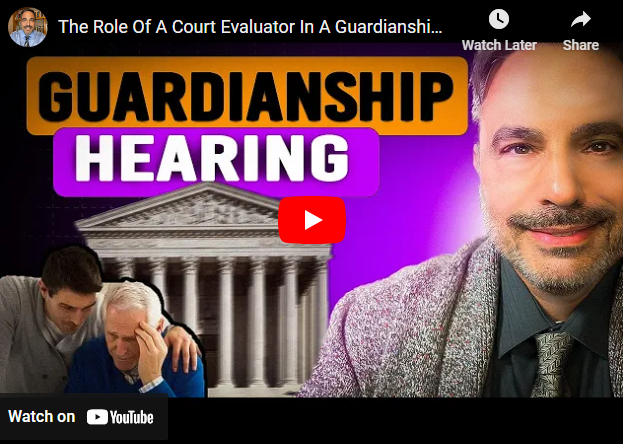 The Role Of A Court Evaluator In A Guardianshi...
Watch Later
Share
GUARDIANSHIP
HEARING
Watch on YouTube